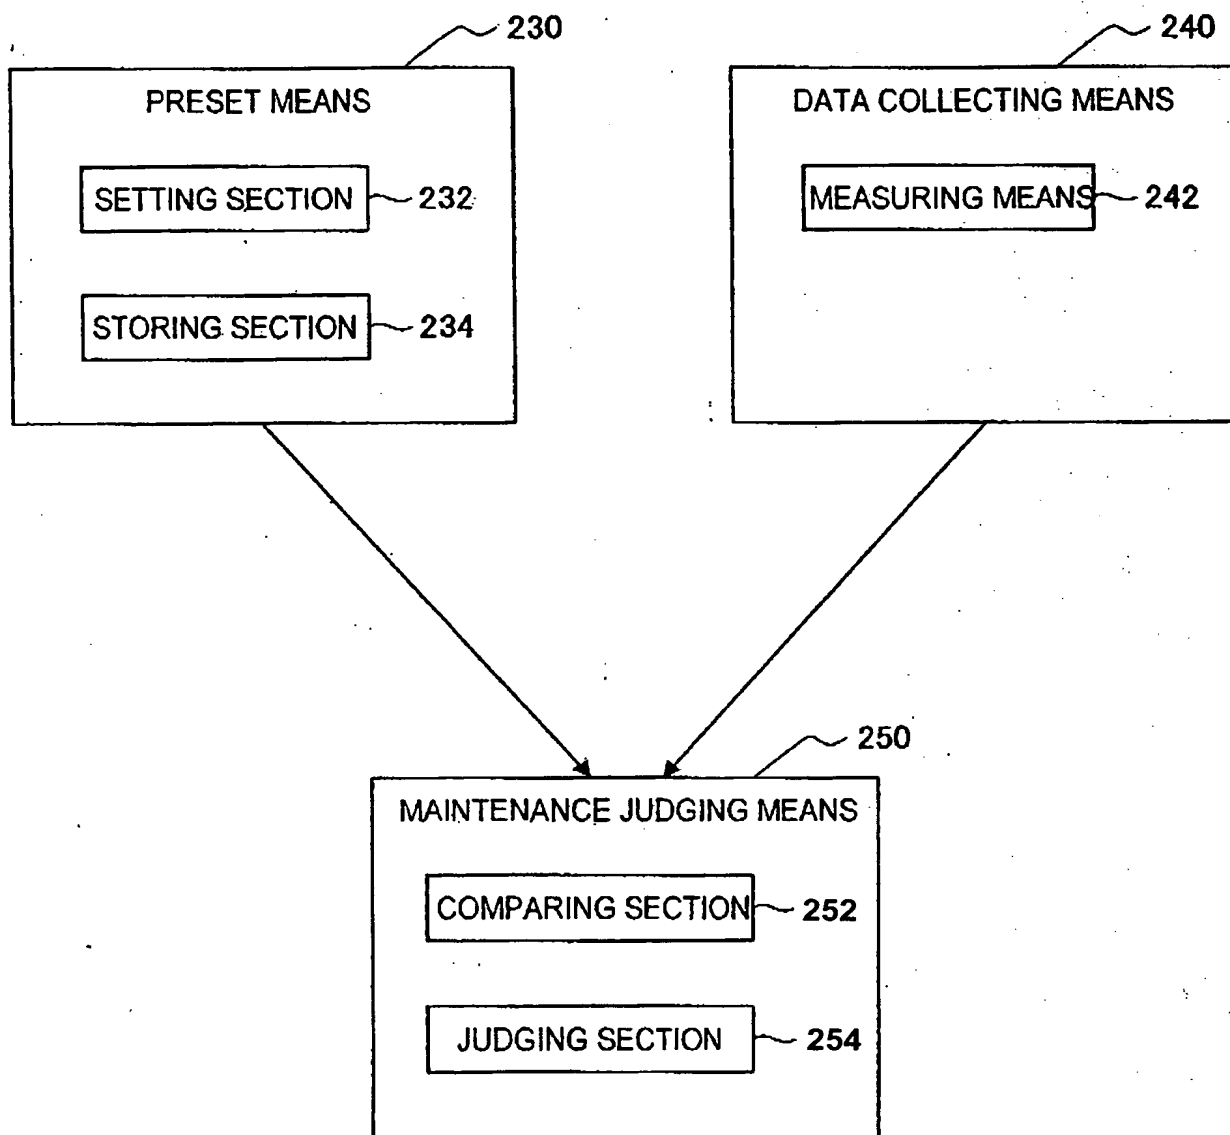 230
PRESET MEANS
SETTING SECTION 232
STORING SECTION 234
240
DATA COLLECTING MEANS
MEASURING MEANS 242
250
MAINTENANCE JUDGING MEANS
COMPARING SECTION 252
JUDGING SECTION 254